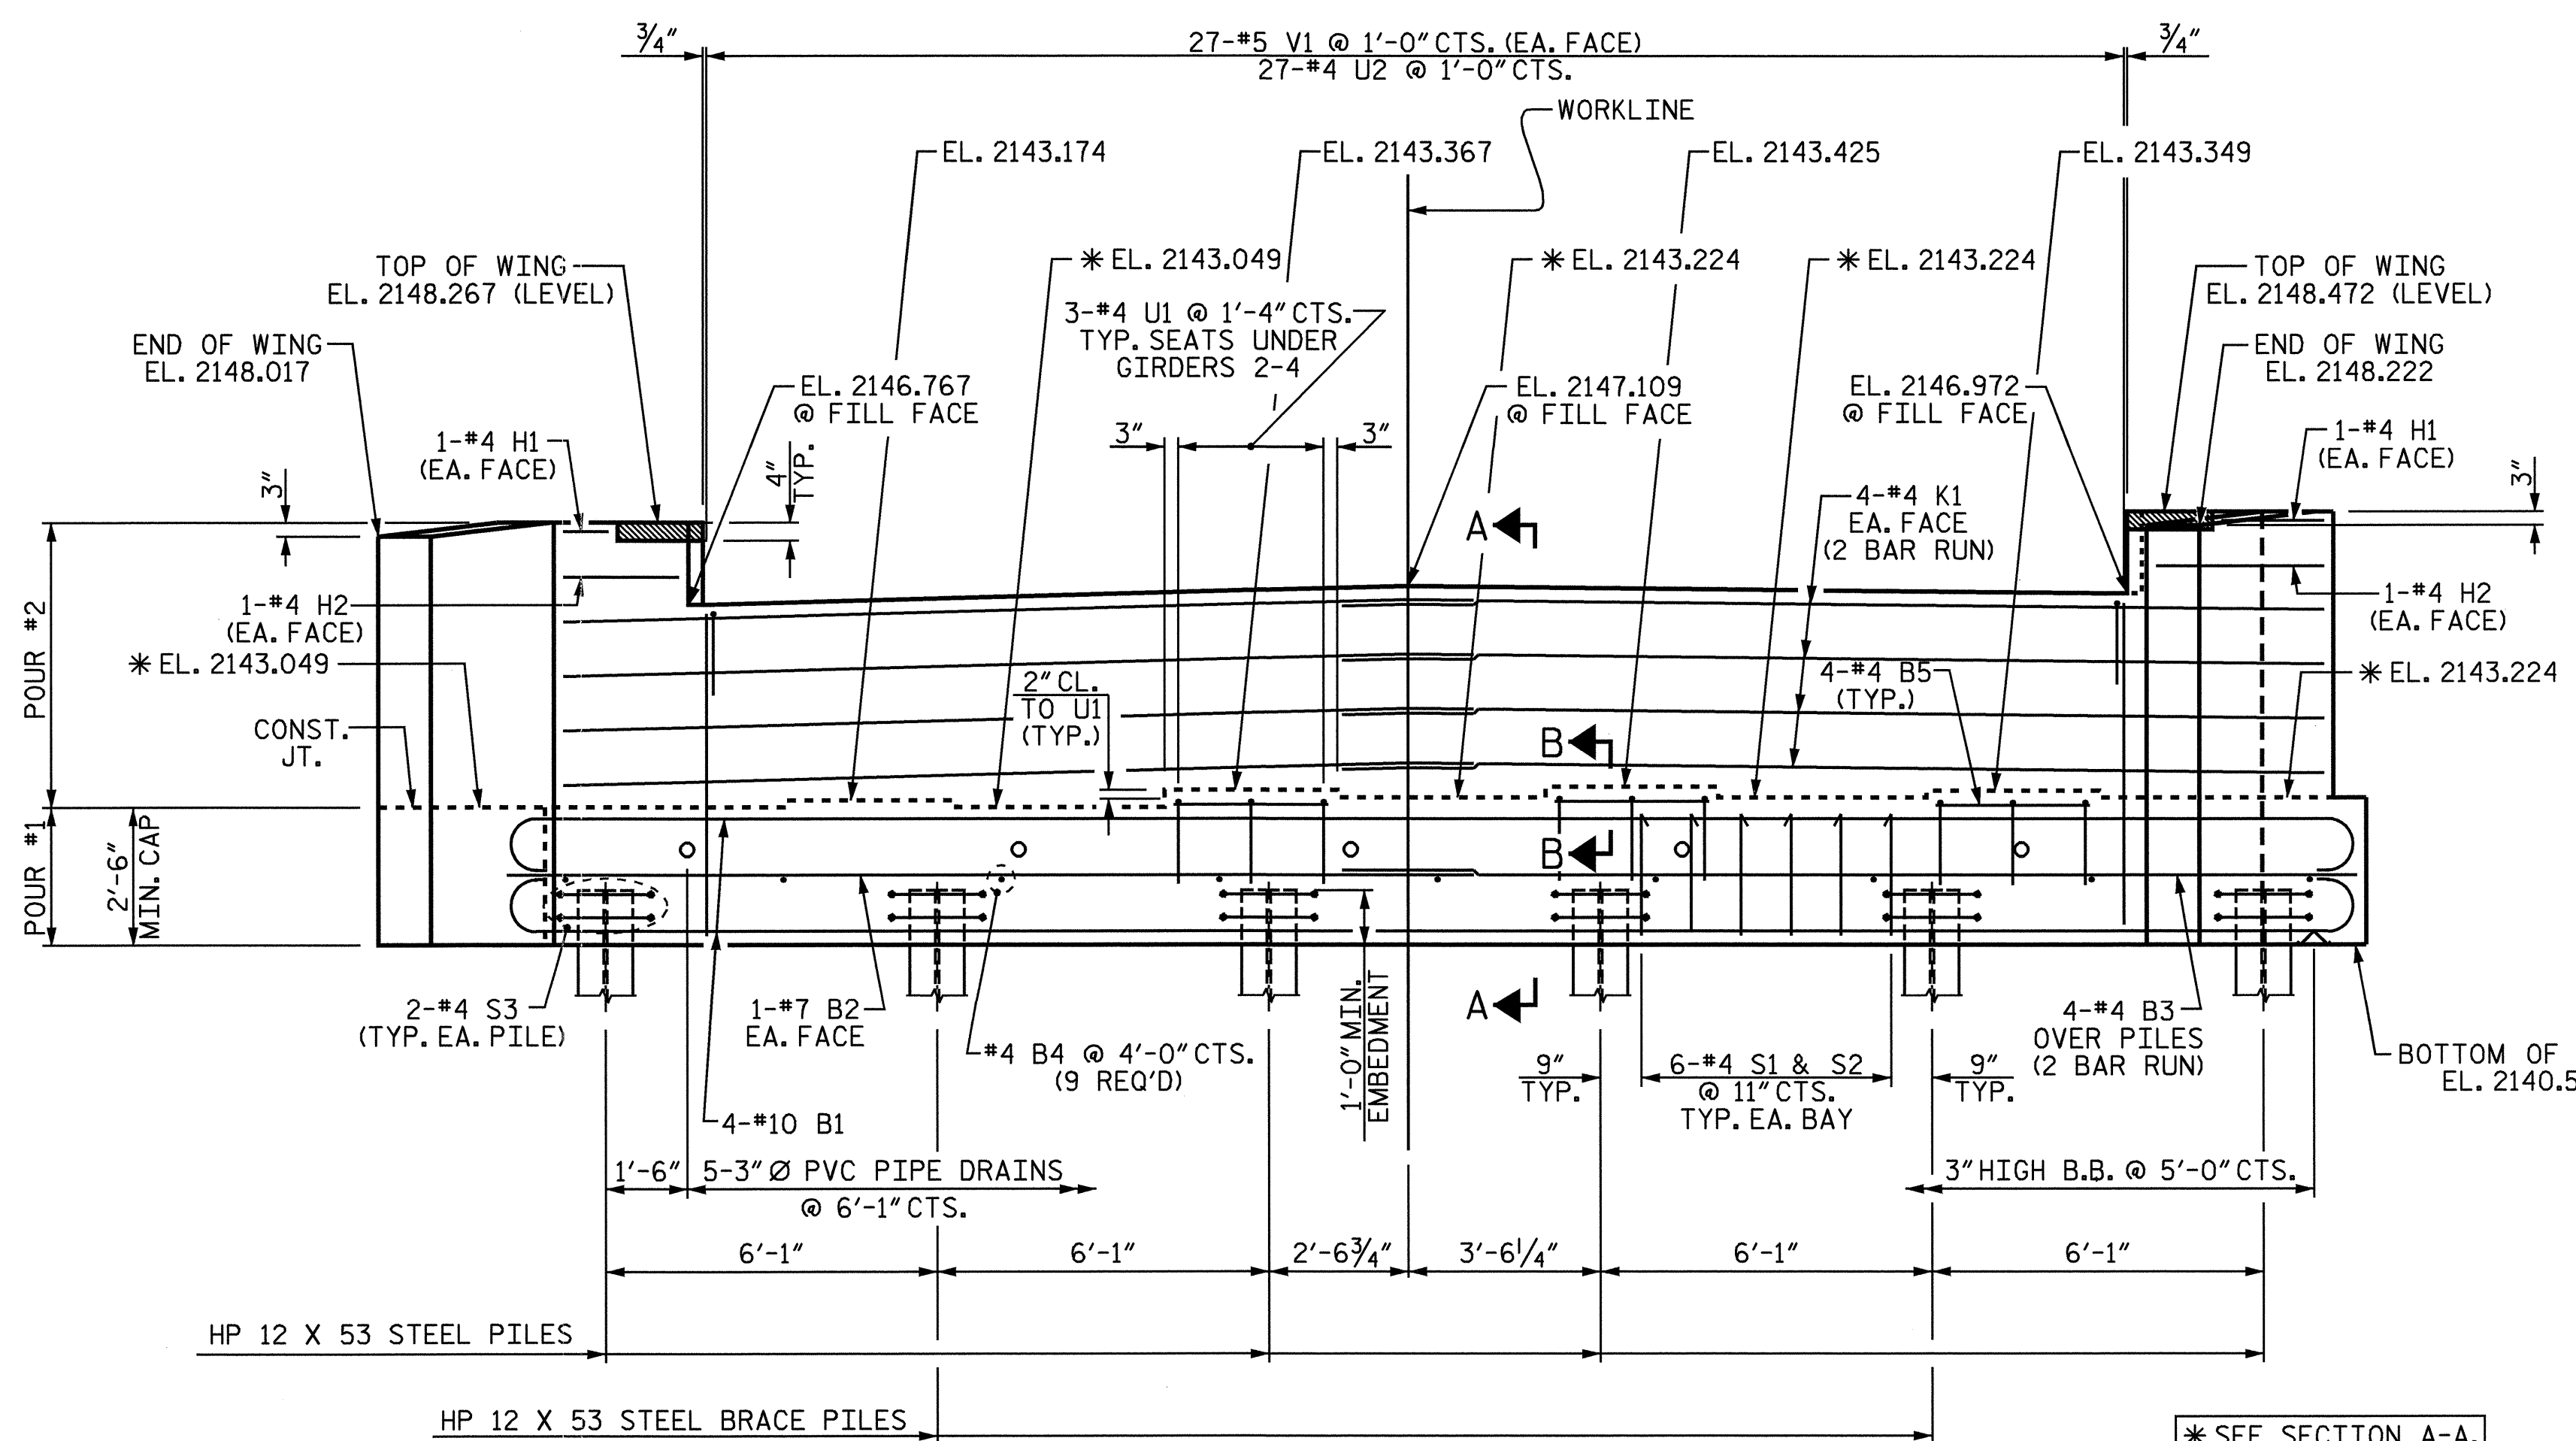 3/4"
27-#5 V1 @ 1'-0" CTS. (EA. FACE)
27-#4 U2 @ 1'-0" CTS.
3/4"
WORKLINE
EL. 2143.174
EL. 2143.367
EL. 2143.425
EL. 2143.349
TOP OF WING
EL. 2148.267 (LEVEL)
* EL. 2143.049
* EL. 2143.224
* EL. 2143.224
TOP OF WING
EL. 2148.472 (LEVEL)
3-#4 U1 @ 1'-4" CTS.
TYP. SEATS UNDER
GIRDERS 2-4
END OF WING
EL. 2148.017
END OF WING
EL. 2148.222
EL. 2146.767
@ FILL FACE
EL. 2147.109
@ FILL FACE
EL. 2146.972
@ FILL FACE
1-#4 H1
(EA. FACE)
3"
4"
TYP.
3"
3"
1-#4 H1
(EA. FACE)
3"
4-#4 K1
EA. FACE
(2 BAR RUN)
A
1-#4 H2
(EA. FACE)
1-#4 H2
(EA. FACE)
POUR #2
* EL. 2143.049
2" CL.
TO U1
(TYP.)
4-#4 B5
(TYP.)
* EL. 2143.224
CONST.
JT.
B
B
POUR #1
2'-6"
MIN. CAP
2-#4 S3
(TYP. EA. PILE)
1-#7 B2
EA. FACE
#4 B4 @ 4'-0" CTS.
(9 REQ'D)
1'-0" MIN.
EMBEDMENT
A
9"
TYP.
6-#4 S1 & S2
@ 11" CTS.
TYP. EA. BAY
9"
TYP.
4-#4 B3
OVER PILES
(2 BAR RUN)
BOTTOM OF
EL. 2140.5
4-#10 B1
1'-6"
5-3" Ø PVC PIPE DRAINS
@ 6'-1" CTS.
3" HIGH B.B. @ 5'-0" CTS.
6'-1"
6'-1"
2'-6 3/4"
3'-6 1/4"
6'-1"
6'-1"
HP 12 X 53 STEEL PILES
HP 12 X 53 STEEL BRACE PILES
* SEE SECTION A-A.